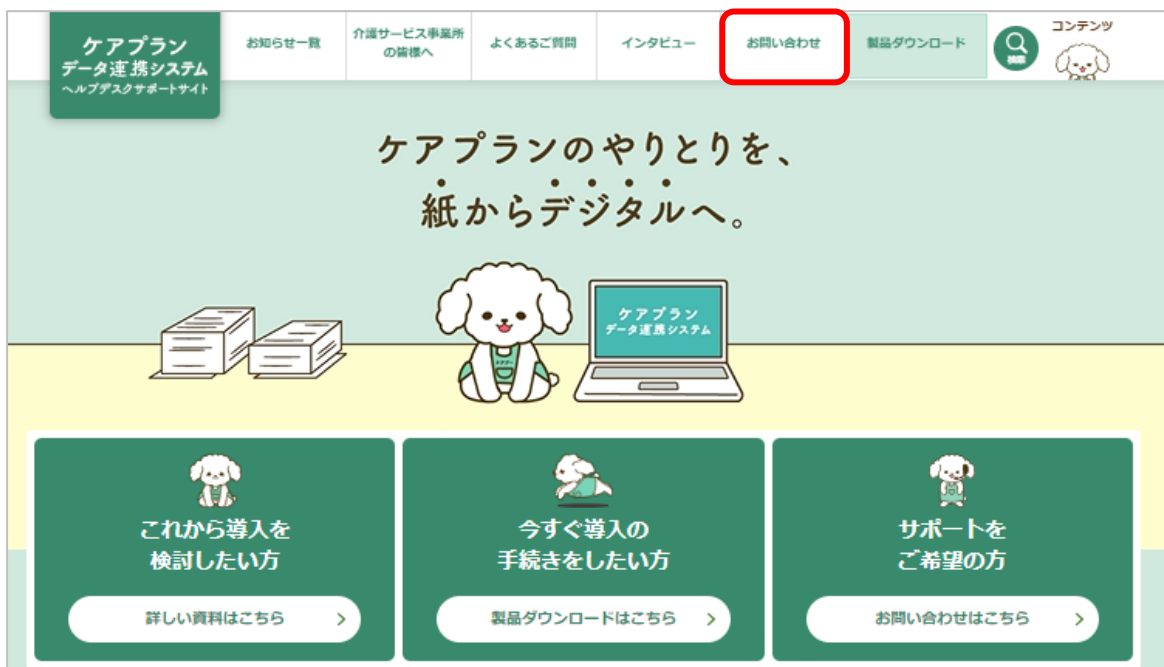 ケアプラン
データ連携システム
ヘルプデスクサポートサイト
お知らせ一覧
介護サービス事業所
の皆様へ
よくあるご質問
インタビュー
お問い合わせ
製品ダウンロード
検索
コンテンツ
ケアプランのやりとりを、
紙からデジタルへ。
ケアプラン
データ連携システム
ケアプー
これから導入を
検討したい方
詳しい資料はこちら
今すぐ導入の
手続きをしたい方
製品ダウンロードはこちら
サポートを
ご希望の方
お問い合わせはこちら